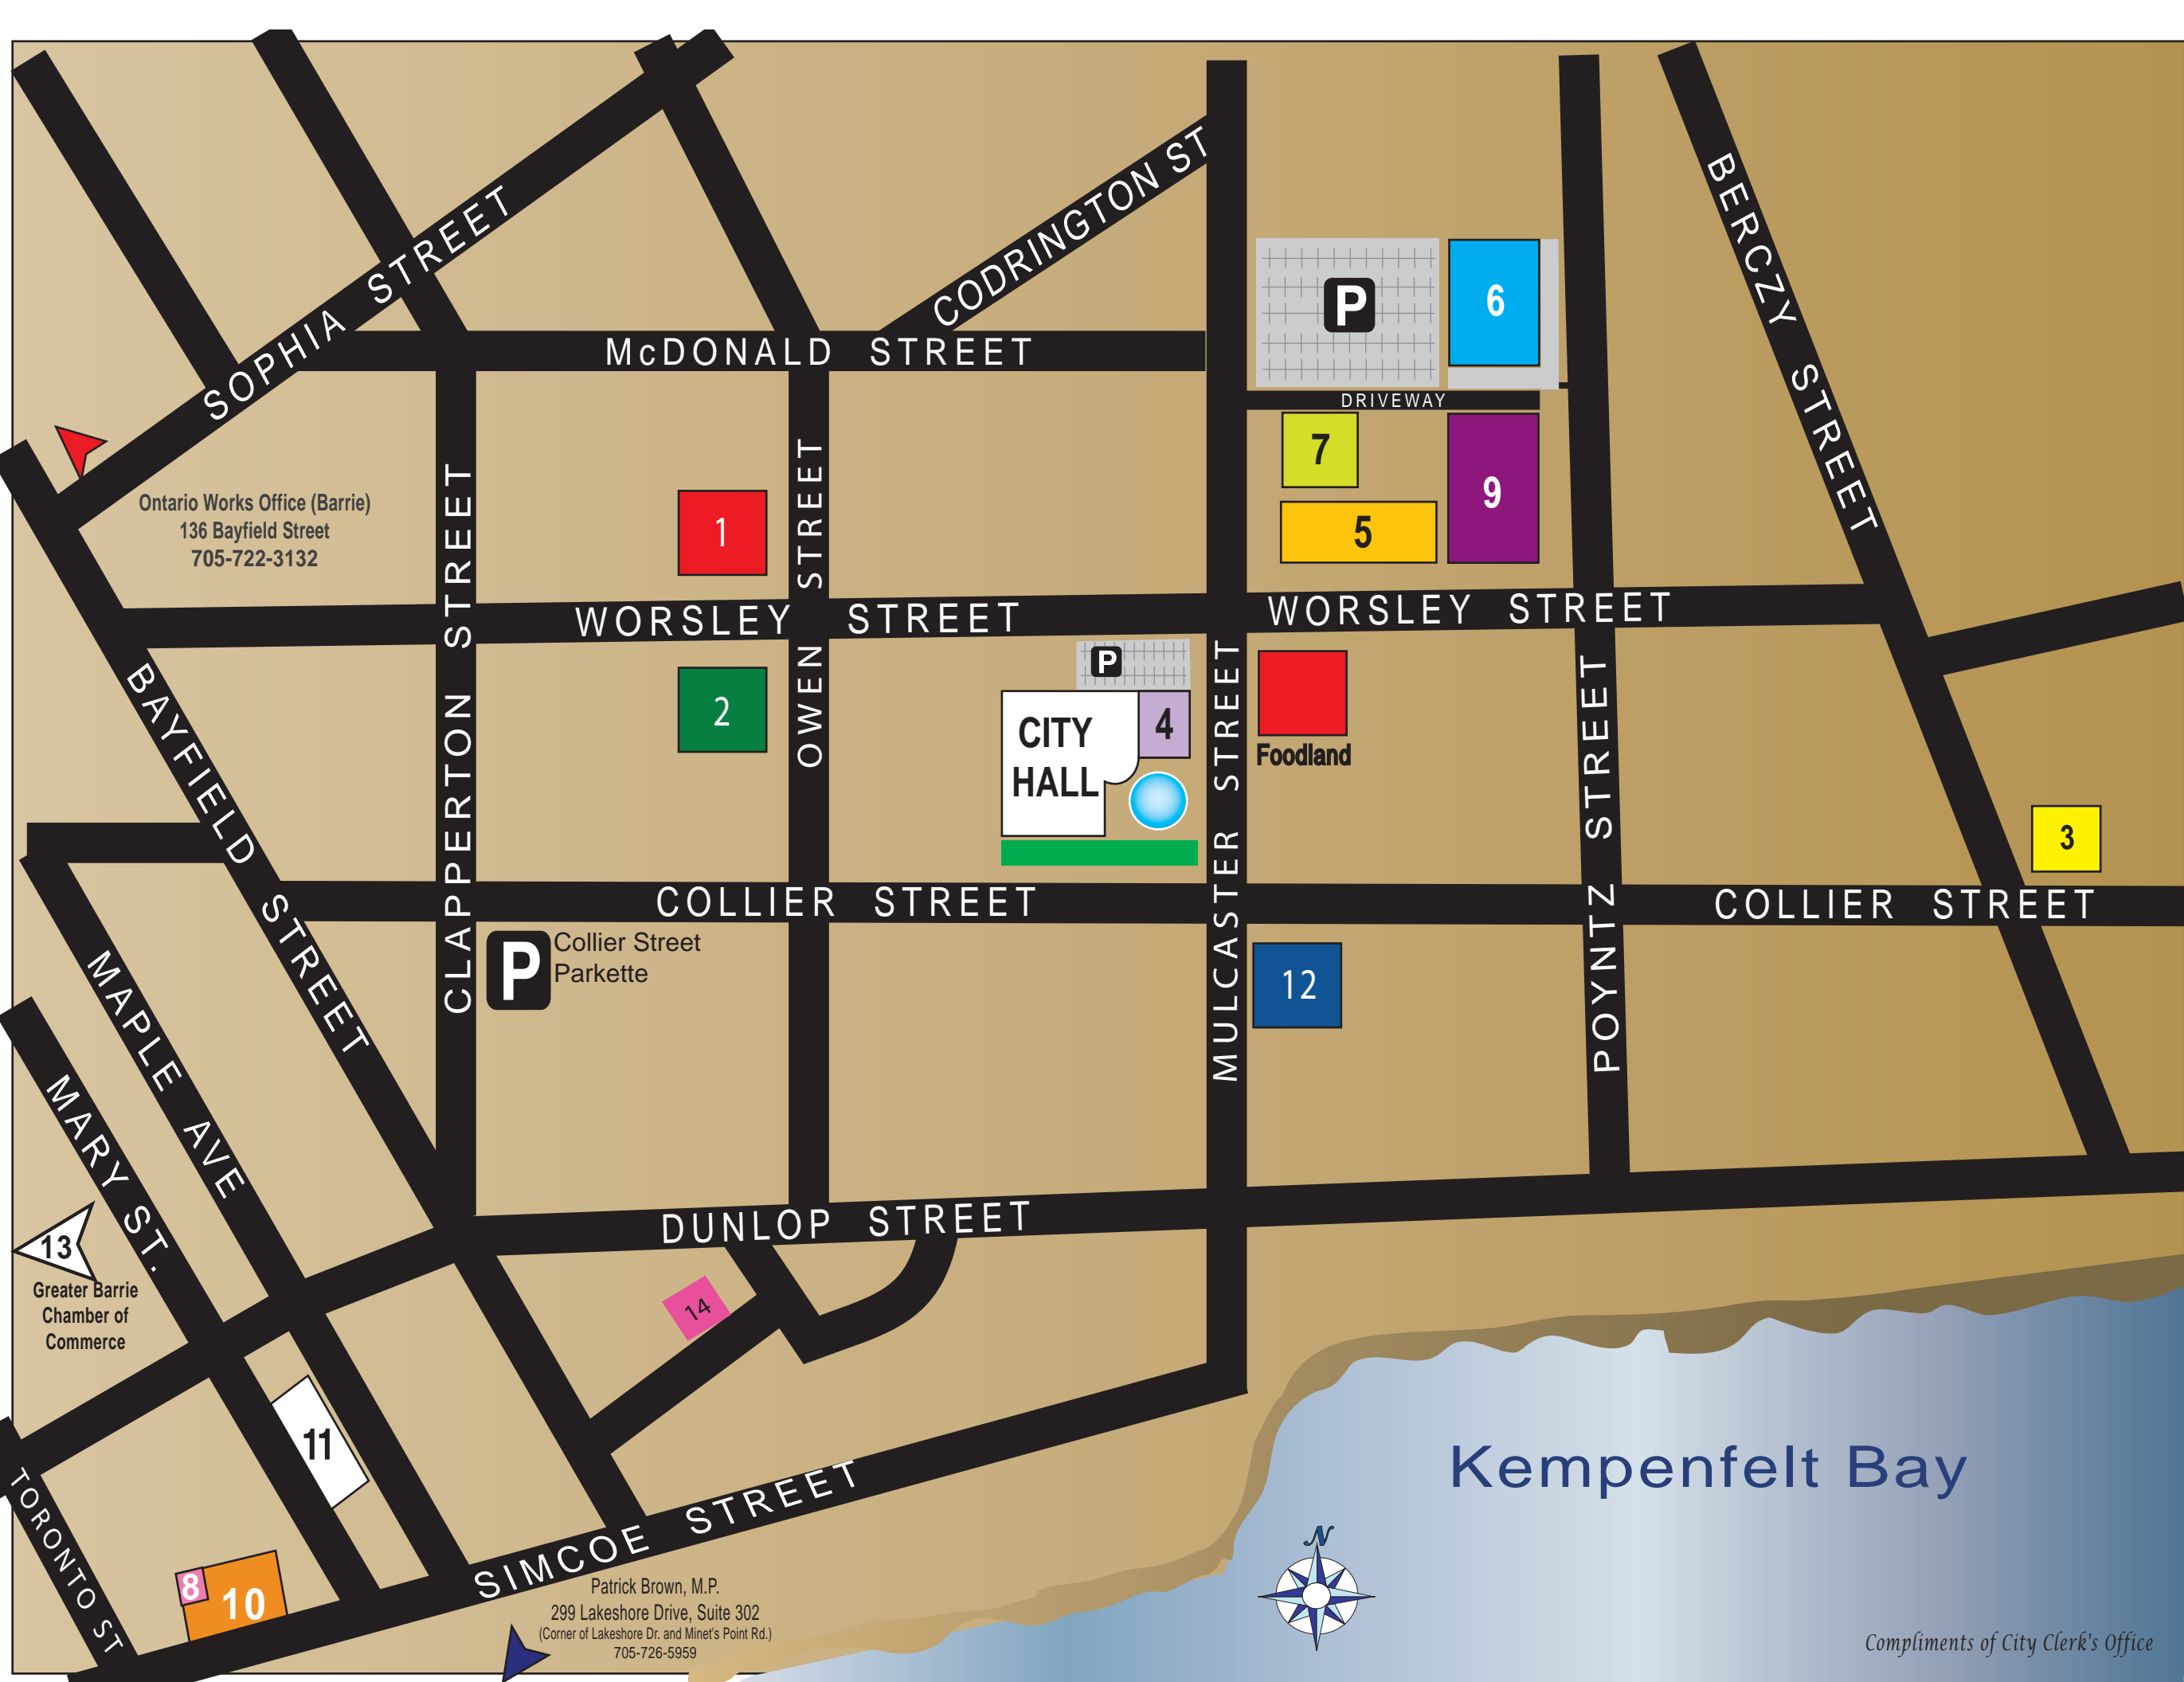 SOPHIA STREET
CODRINGTON ST
BERCZY STREET
McDONALD STREET
P
6
DRIVEWAY
7
9
5
1
Ontario Works Office (Barrie)
136 Bayfield Street
705-722-3132
CLAPPERTON STREET
OWEN STREET
WORSLEY STREET
WORSLEY STREET
BAYFIELD STREET
2
P
CITY
HALL
4
MULCASTER STREET
Foodland
POYNTZ STREET
3
COLLIER STREET
COLLIER STREET
P
Collier Street
Parkette
12
MAPLE AVE
MARY ST.
13
Greater Barrie
Chamber of
Commerce
DUNLOP STREET
14
11
TORONTO ST
8
10
SIMCOE STREET
Kempenfelt Bay
N
Patrick Brown, M.P.
299 Lakeshore Drive, Suite 302
(Corner of Lakeshore Dr. and Minet's Point Rd.)
705-726-5959
Compliments of City Clerk's Office